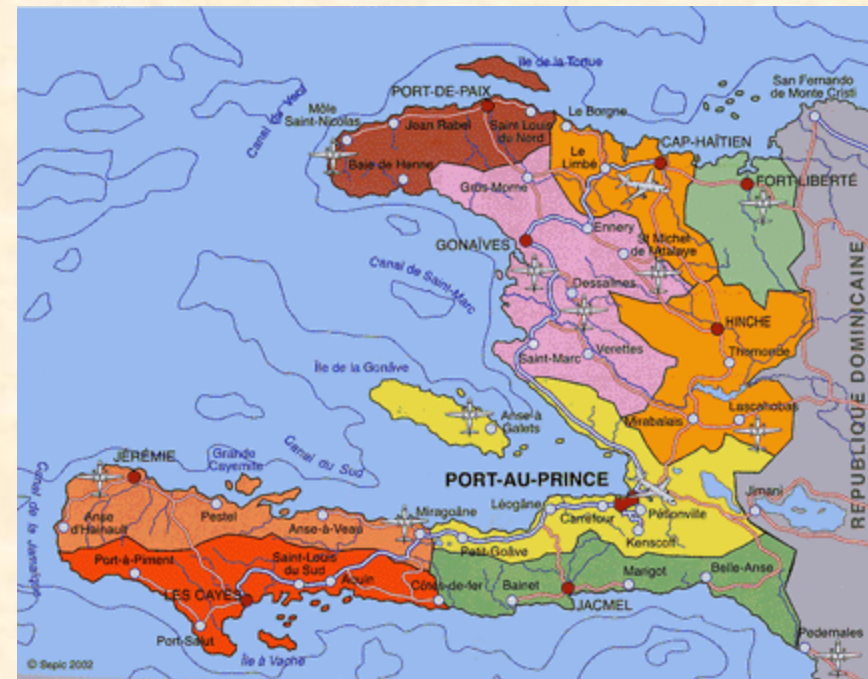 Île de la Tortue
PORT-DE-PAIX
San Fernando
de Monte Cristi
Môle
Saint-Nicolas
Canal du Vent
Jean Rabel
Saint Louis
du Nord
Le Borgne
CAP-HAÏTIEN
Le
Limbé
Baie de Henne
Gros-Morne
FORT-LIBERTÉ
Ennery
GONAÏVES
St Michel
de l'Atalaye
Canal de Saint-Marc
Dessalines
HINCHE
REPUBLIQUE DOMINICAINE
Saint-Marc
Verettes
Thomonde
Île de la Gonâve
Anse-à
Galets
Mirabalais
Lascahobas
JÉRÉMIE
Grande
Cayemite
Canal du Sud
PORT-AU-PRINCE
Canal de la Jamaïque
Anse
d'Hainault
Pestel
Anse-à-Veau
Miragoâne
Léogâne
Carrefour
Pétionville
Jimani
Kenscoff
Petit-Goâve
Port-à-Piment
Saint-Louis
du Sud
Aquin
Côtes-de-fer
Bainet
Marigot
Belle-Anse
LES CAYES
JACMEL
Port-Salut
Île à Vache
Pedernales
© Sepic 2002